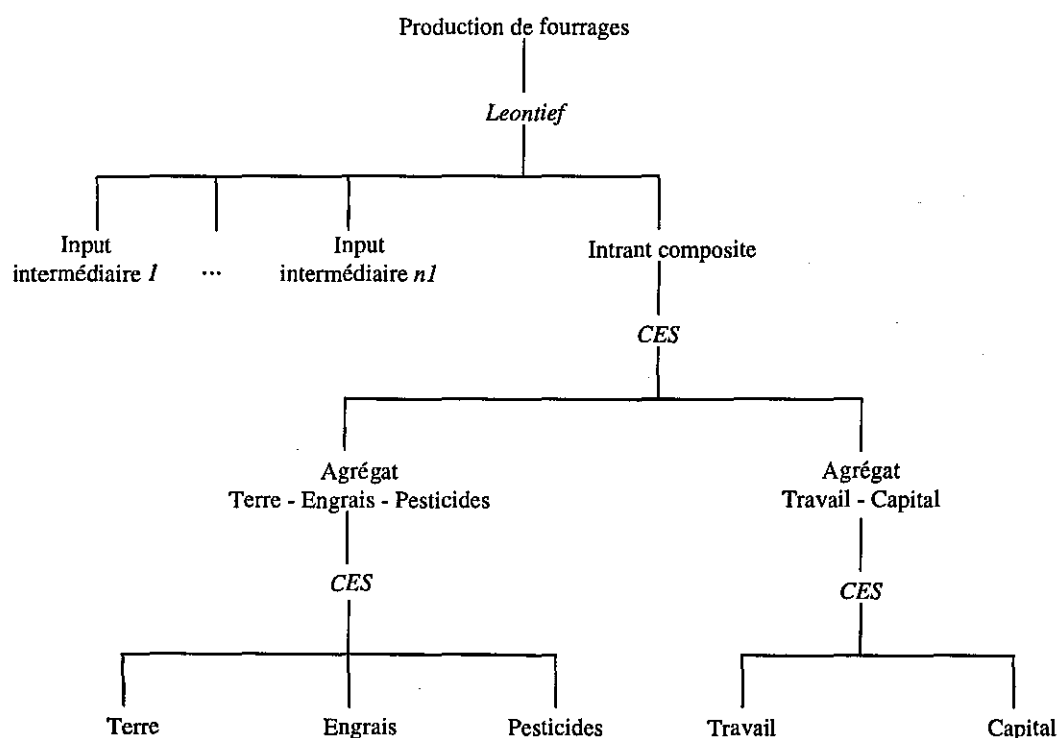 Production de fourrages
Leontief
Input
intermédiaire 1
...
Input
intermédiaire n1
Intrant composite
CES
Agrégat
Terre - Engrais - Pesticides
Agrégat
Travail - Capital
CES
CES
Terre
Engrais
Pesticides
Travail
Capital